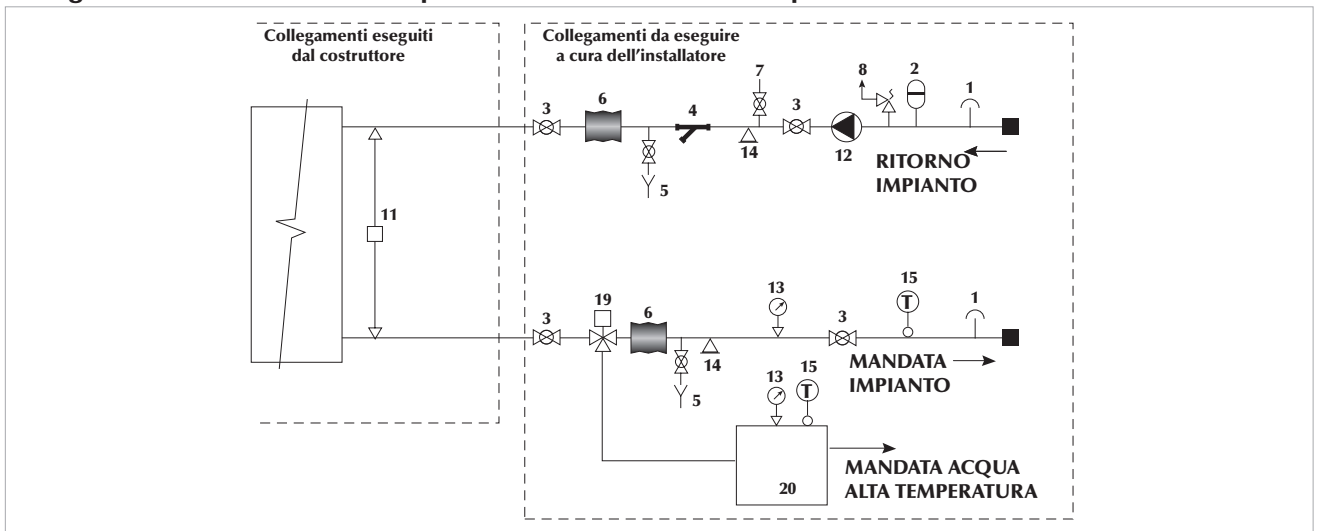 Collegamenti eseguiti
dal costruttore
Collegamenti da eseguire
a cura dell'installatore
7
8
2
1
3
6
4
3
14
12
5
RITORNO
IMPIANTO
11
19
3
6
13
3
15
1
14
5
MANDATA
IMPIANTO
13
15
T
T
20
MANDATA ACQUA
ALTA TEMPERATURA